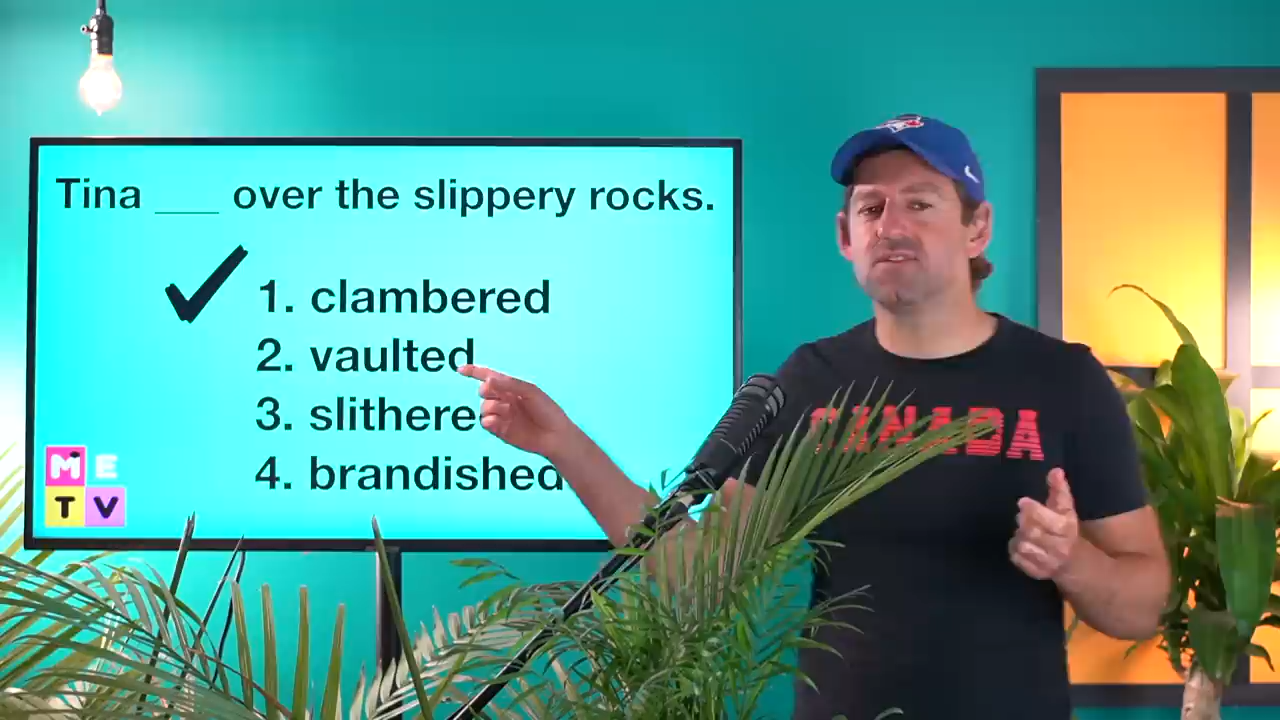 Tina ___ over the slippery rocks.
1. clambered
2. vaulted
3. slithere
4. brandished
M E
T V
CANADA